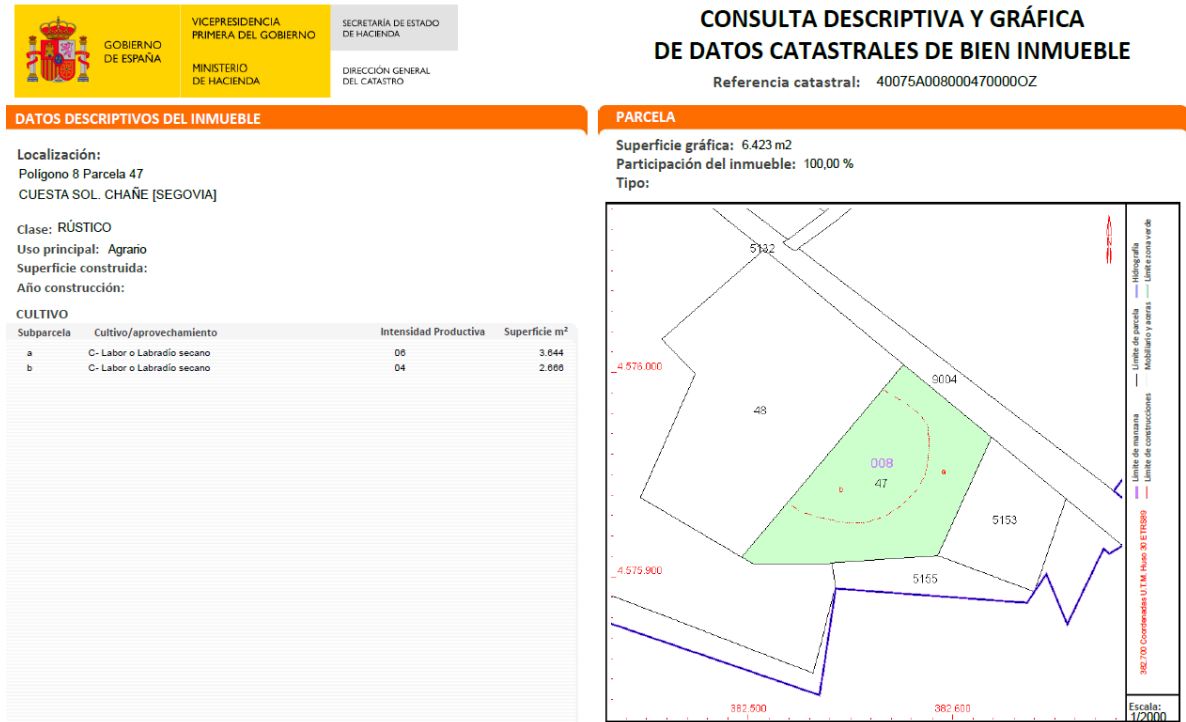 GOBIERNO
DE ESPAÑA
VICEPRESIDENCIA
PRIMERA DEL GOBIERNO
MINISTERIO
DE HACIENDA
SECRETARÍA DE ESTADO
DE HACIENDA
DIRECCIÓN GENERAL
DEL CATASTRO
CONSULTA DESCRIPTIVA Y GRÁFICA
DE DATOS CATASTRALES DE BIEN INMUEBLE
Referencia catastral: 40075A008000470000OZ
DATOS DESCRIPTIVOS DEL INMUEBLE
Localización:
Polígono 8 Parcela 47
CUESTA SOL. CHAÑE [SEGOVIA]
Clase: RÚSTICO
Uso principal: Agrario
Superficie construida:
Año construcción:
CULTIVO
Subparcela Cultivo/aprovechamiento Intensidad Productiva Superficie m²
a C- Labor o Labradío secano 06 3.644
b C- Labor o Labradío secano 04 2.666
PARCELA
Superficie gráfica: 6.423 m2
Participación del inmueble: 100,00 %
Tipo:
5132
4.576.000
9004
48
008
a
b
47
5153
4.575.900
5155
382.500
382.600
Límite de manzana
Límite de parcela
Hidrografía
Límite de construcciones
Mobiliario y aceras
Límite zona verde
382.700 Coordenadas U.T.M. Huso 30 ETRS89
Escala:
1/2000